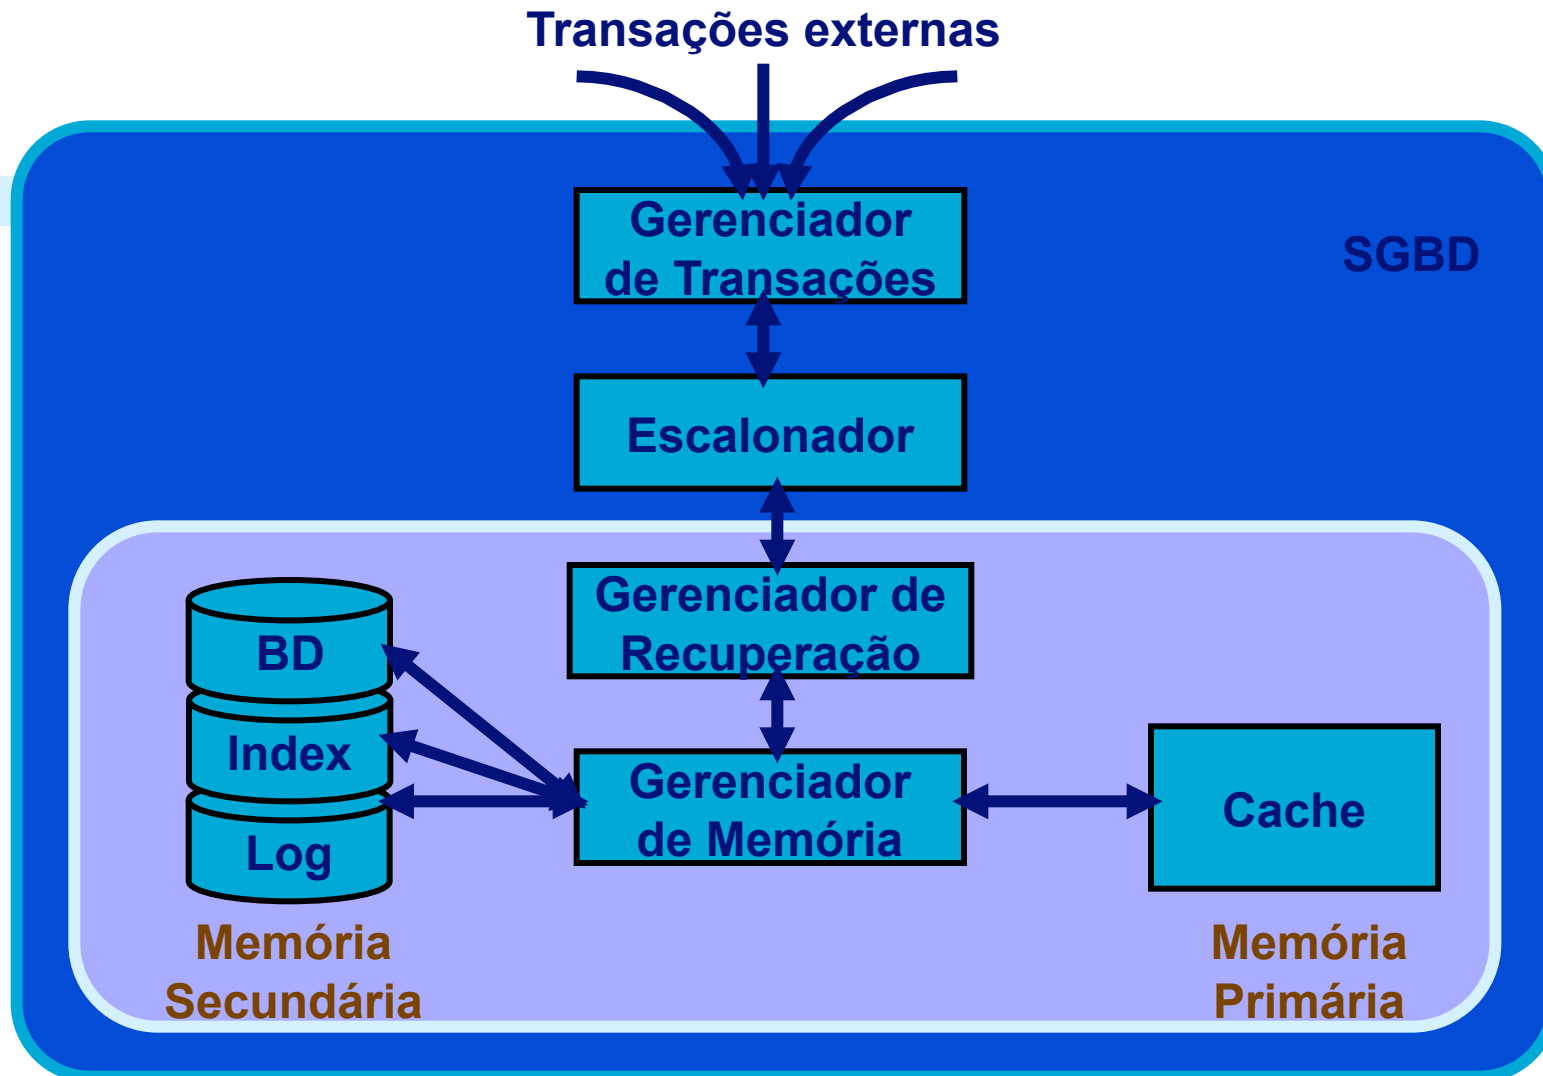 Transações externas
Gerenciador
de Transações
SGBD
Escalonador
Gerenciador de
Recuperação
BD
Index
Log
Gerenciador
de Memória
Cache
Memória
Secundária
Memória
Primária